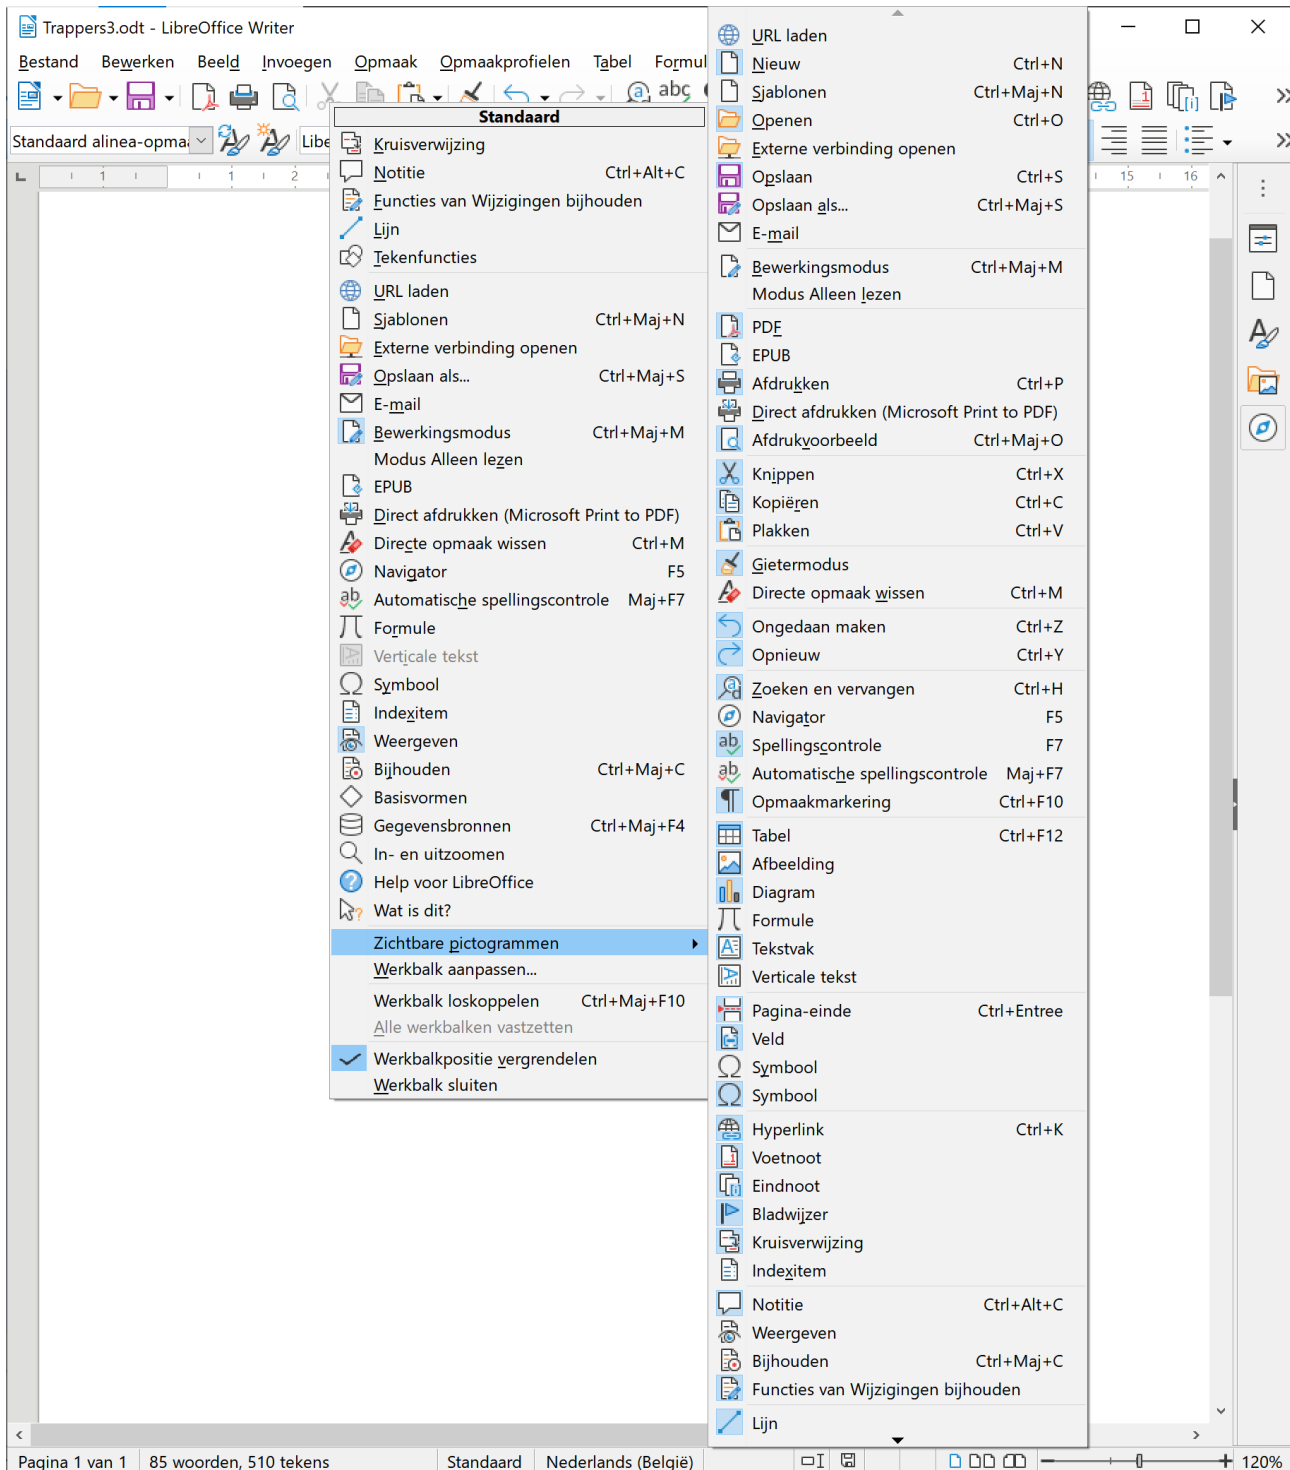 Trappers3.odt - LibreOffice Writer
Bestand Bewerken Beeld Invoegen Opmaak Opmaakprofielen Tabel Formul
Standaard alinea-opma Libe
1 1 2 15 16
Standaard
Kruisverwijzing
Notitie Ctrl+Alt+C
Functies van Wijzigingen bijhouden
Lijn
Tekenfuncties
URL laden
Sjablonen Ctrl+Maj+N
Externe verbinding openen
Opslaan als... Ctrl+Maj+S
E-mail
Bewerkingsmodus Ctrl+Maj+M
Modus Alleen lezen
EPUB
Direct afdrukken (Microsoft Print to PDF)
Directe opmaak wissen Ctrl+M
Navigator F5
Automatische spellingscontrole Maj+F7
Formule
Verticale tekst
Symbool
Indexitem
Weergeven
Bijhouden Ctrl+Maj+C
Basisvormen
Gegevensbronnen Ctrl+Maj+F4
In- en uitzoomen
Help voor LibreOffice
Wat is dit?
Zichtbare pictogrammen
Werkbalk aanpassen...
Werkbalk loskoppelen Ctrl+Maj+F10
Alle werkbalken vastzetten
Werkbalkpositie vergrendelen
Werkbalk sluiten
URL laden
Nieuw Ctrl+N
Sjablonen Ctrl+Maj+N
Openen Ctrl+O
Externe verbinding openen
Opslaan Ctrl+S
Opslaan als... Ctrl+Maj+S
E-mail
Bewerkingsmodus Ctrl+Maj+M
Modus Alleen lezen
PDF
EPUB
Afdrukken Ctrl+P
Direct afdrukken (Microsoft Print to PDF)
Afdrukvoorbeeld Ctrl+Maj+O
Knippen Ctrl+X
Kopiëren Ctrl+C
Plakken Ctrl+V
Gietermodus
Directe opmaak wissen Ctrl+M
Ongedaan maken Ctrl+Z
Opnieuw Ctrl+Y
Zoeken en vervangen Ctrl+H
Navigator F5
Spellingscontrole F7
Automatische spellingscontrole Maj+F7
Opmaakmarkering Ctrl+F10
Tabel Ctrl+F12
Afbeelding
Diagram
Formule
Tekstvak
Verticale tekst
Pagina-einde Ctrl+Entree
Veld
Symbool
Symbool
Hyperlink Ctrl+K
Voetnoot
Eindnoot
Bladwijzer
Kruisverwijzing
Indexitem
Notitie Ctrl+Alt+C
Weergeven
Bijhouden Ctrl+Maj+C
Functies van Wijzigingen bijhouden
Lijn
Pagina 1 van 1 85 woorden, 510 tekens Standaard Nederlands (België) 120%